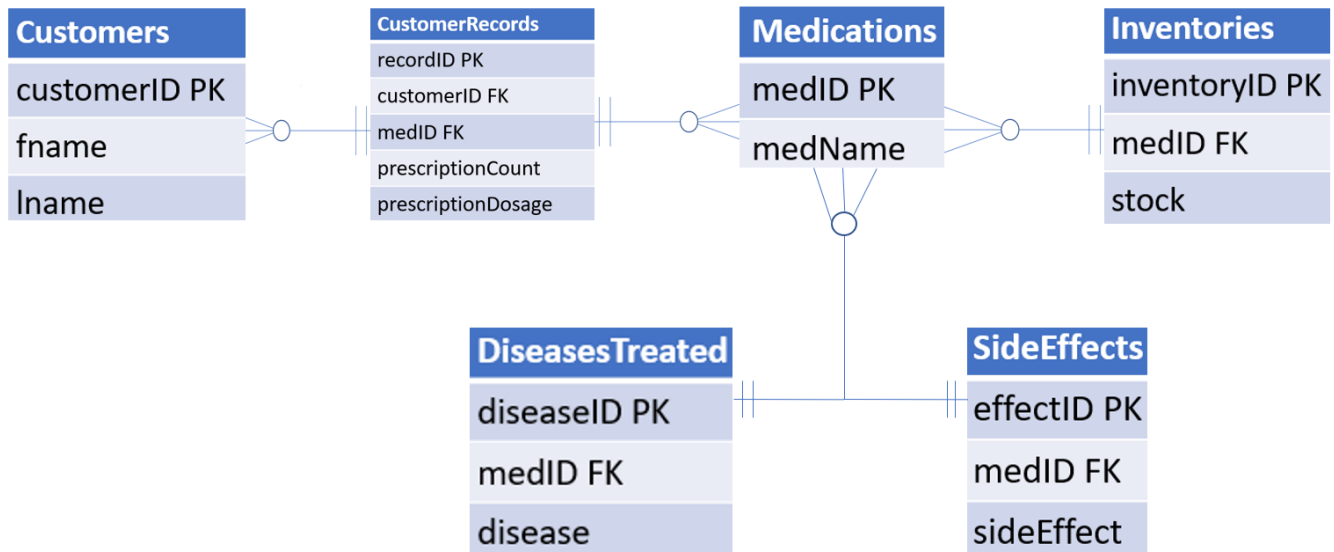 Customers
customerID PK
fname
lname
CustomerRecords
recordID PK
customerID FK
medID FK
prescriptionCount
prescriptionDosage
Medications
medID PK
medName
Inventories
inventoryID PK
medID FK
stock
DiseasesTreated
diseaseID PK
medID FK
disease
SideEffects
effectID PK
medID FK
sideEffect